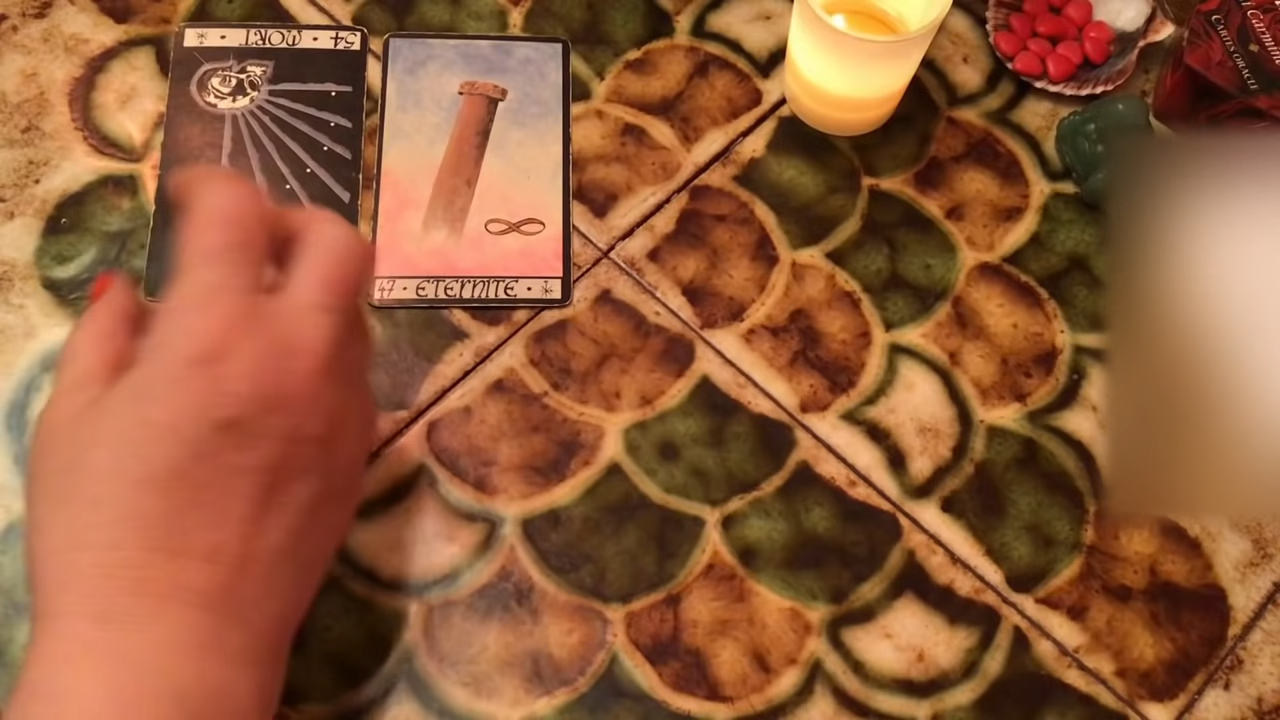 54 · MORT ·
47 · ETERNITE ·
CARTES ORACLE